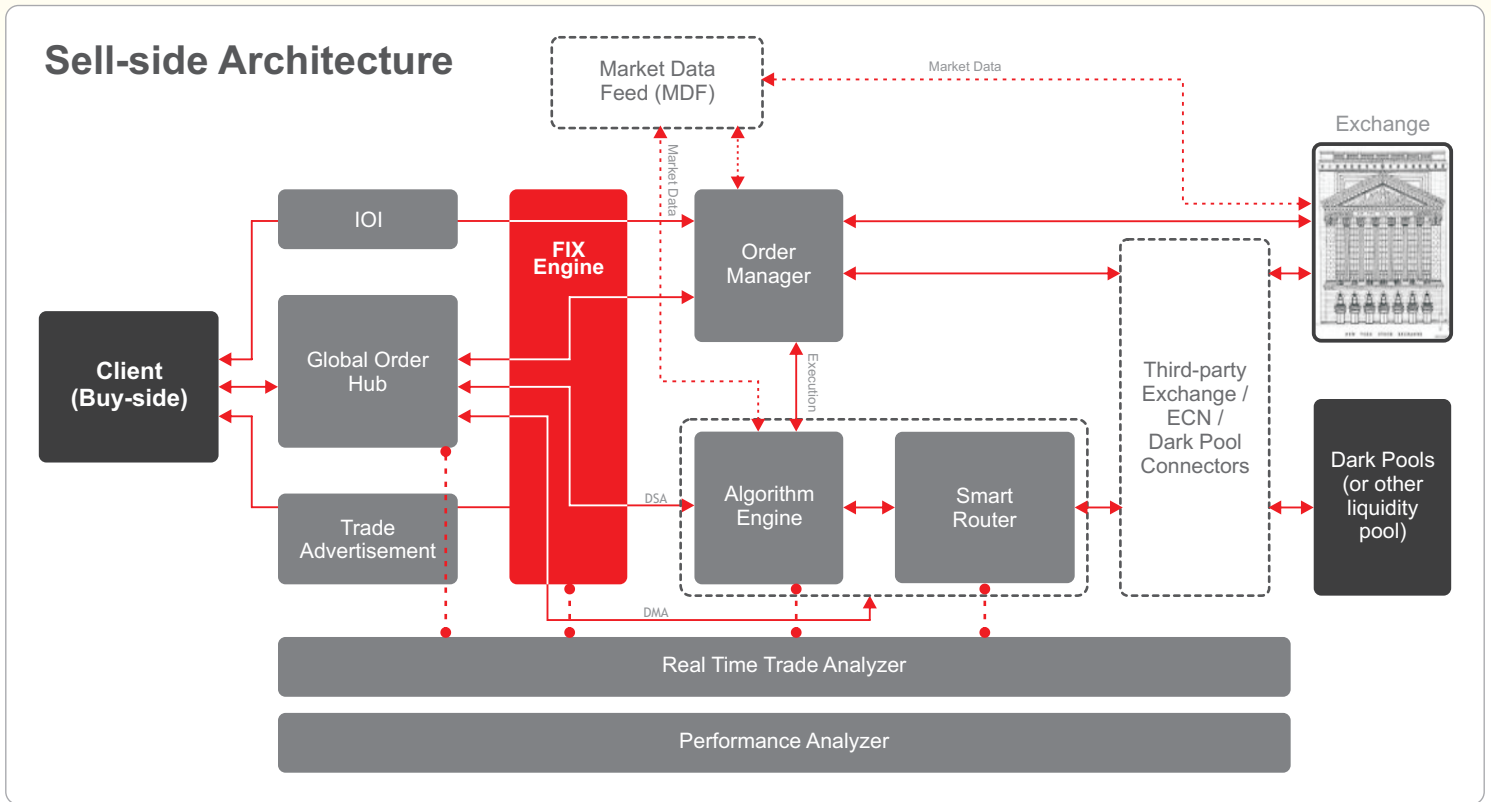 Sell-side Architecture
Market Data
Feed (MDF)
Market Data
Exchange
Market Data
IOI
FIX
Engine
Order
Manager
Client
(Buy-side)
Global Order
Hub
Execution
Third-party
Exchange /
ECN /
Dark Pool
Connectors
Dark Pools
(or other
liquidity
pool)
Trade
Advertisement
DSA
Algorithm
Engine
Smart
Router
DMA
Real Time Trade Analyzer
Performance Analyzer